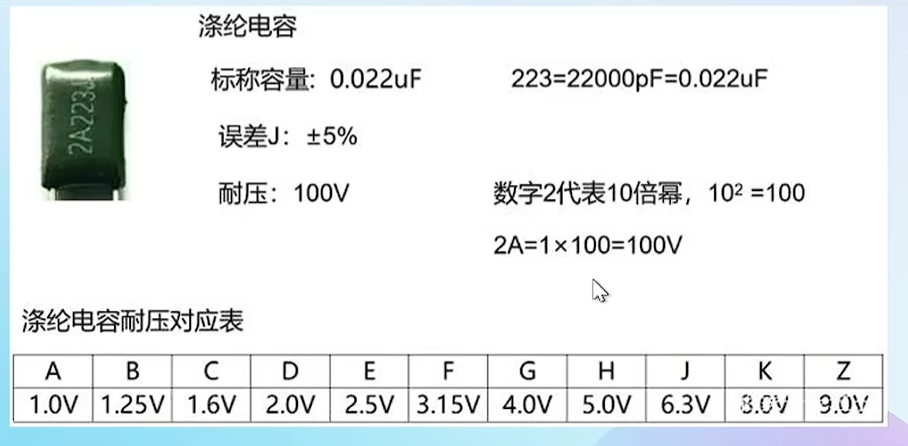 涤纶电容
2A223J
标称容量: 0.022uF
223=22000pF=0.022uF
误差J: ±5%
耐压: 100V
数字2代表10倍幂，10² =100
2A=1×100=100V
涤纶电容耐压对应表
A B C D E F G H J K Z
1.0V 1.25V 1.6V 2.0V 2.5V 3.15V 4.0V 5.0V 6.3V 8.0V 9.0V